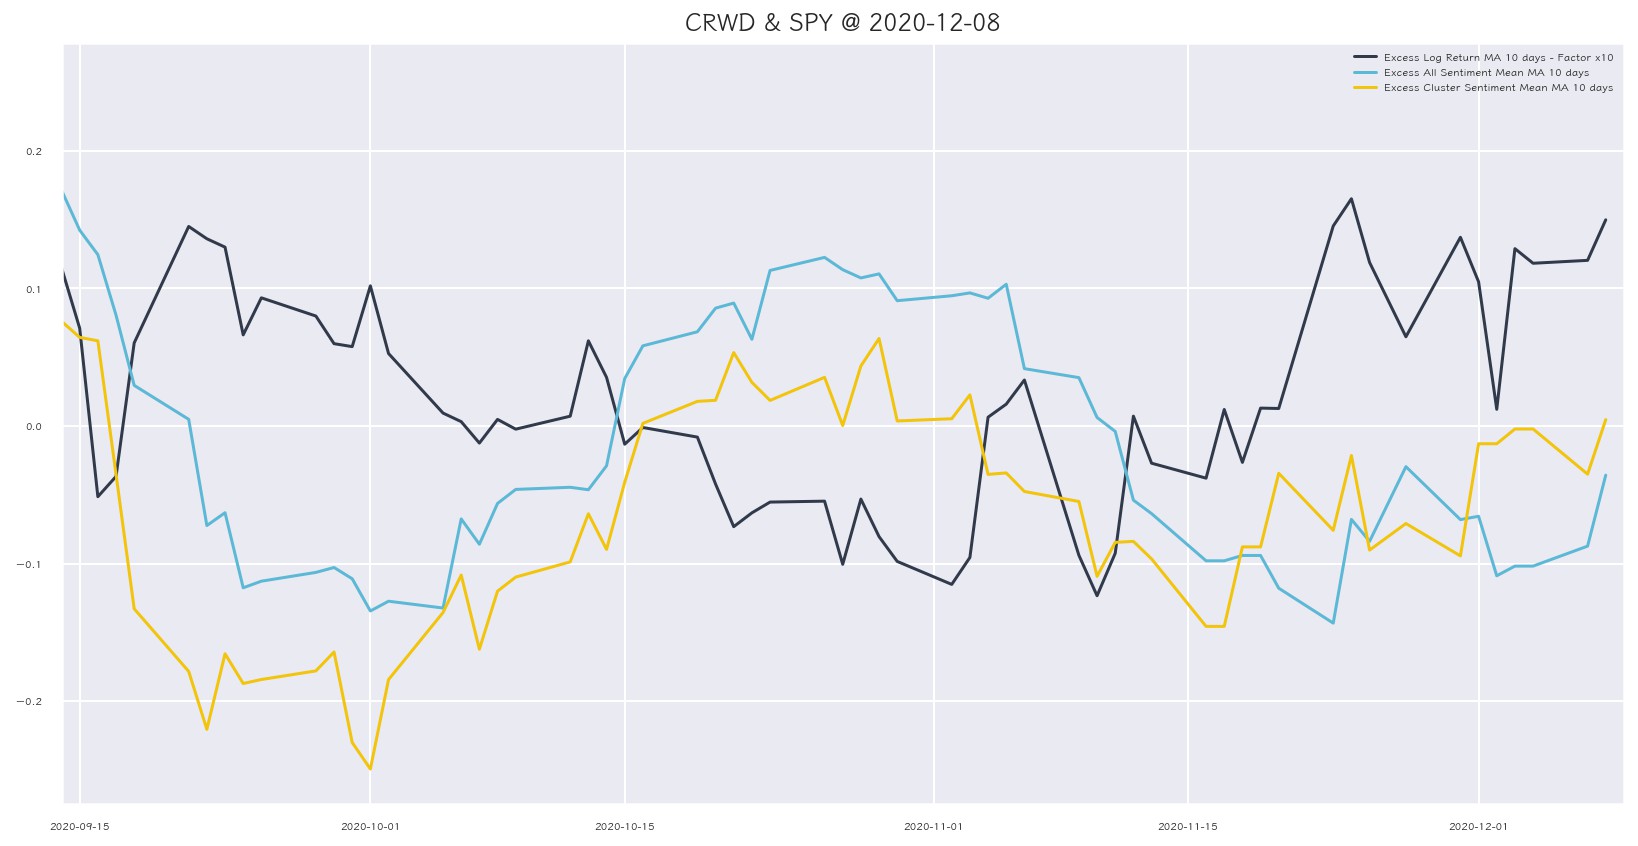 CRWD & SPY @ 2020-12-08
Excess Log Return MA 10 days - Factor x10
Excess All Sentiment Mean MA 10 days
Excess Cluster Sentiment Mean MA 10 days
0.2
0.1
0.0
−0.1
−0.2
2020-09-15
2020-10-01
2020-10-15
2020-11-01
2020-11-15
2020-12-01